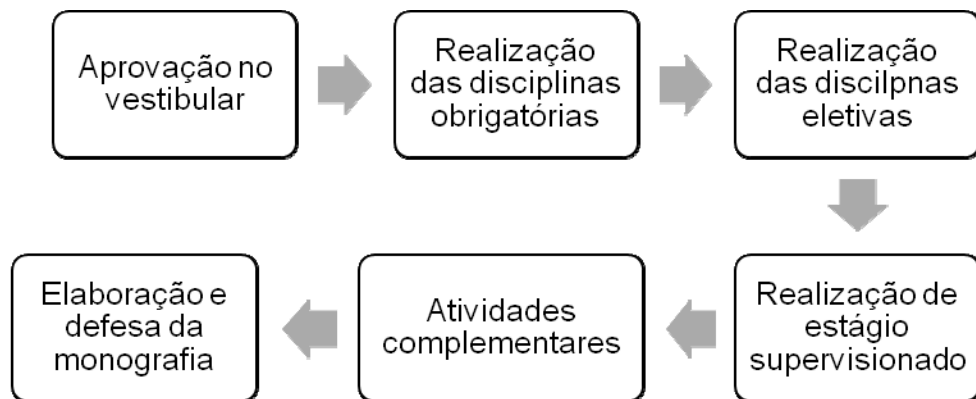 Aprovação no
vestibular
Realização
das disciplinas
obrigatórias
Realização
das discilpnas
eletivas
Realização de
estágio
supervisionado
Atividades
complementares
Elaboração e
defesa da
monografia